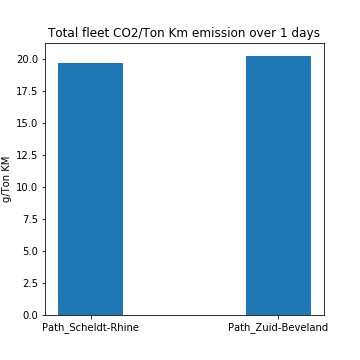 Total fleet CO2/Ton Km emission over 1 days
20.0
17.5
15.0
12.5
10.0
7.5
5.0
2.5
0.0
g/Ton KM
Path_Scheldt-Rhine
Path_Zuid-Beveland